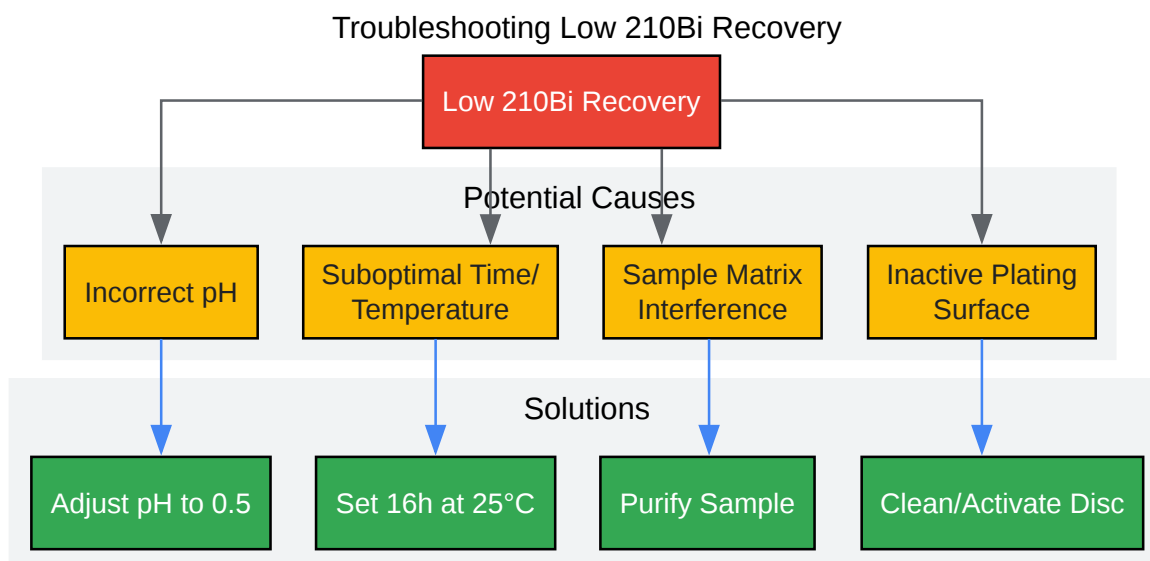 Troubleshooting Low 210Bi Recovery
Low 210Bi Recovery
Potential Causes
Incorrect pH
Suboptimal Time/
Temperature
Sample Matrix
Interference
Inactive Plating
Surface
Solutions
Adjust pH to 0.5
Set 16h at 25°C
Purify Sample
Clean/Activate Disc